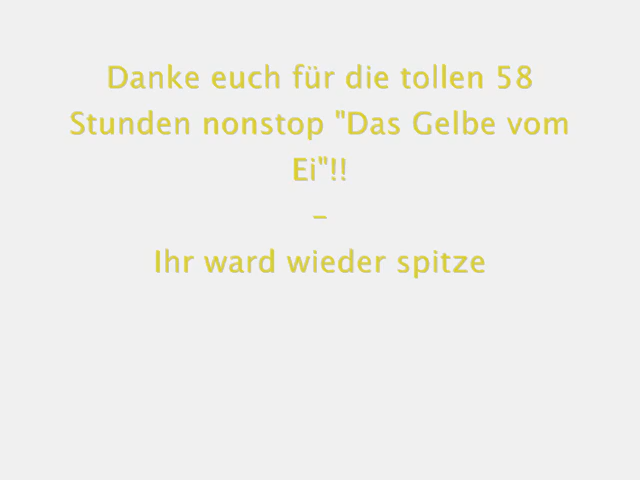 Danke euch für die tollen 58
Stunden nonstop "Das Gelbe vom
Ei"!!
-
Ihr ward wieder spitze